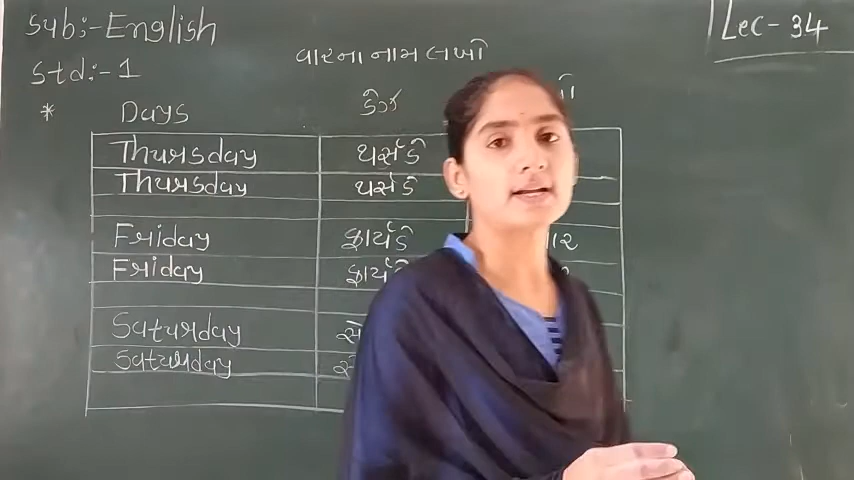 Sub:-English
Lec-34
Std:-1
વારના નામ લખો
* Days ડેઝ
Thursday થર્સડે
Thursday થર્સડે
Friday ફ્રાયડે
Friday
Saturday
Saturday